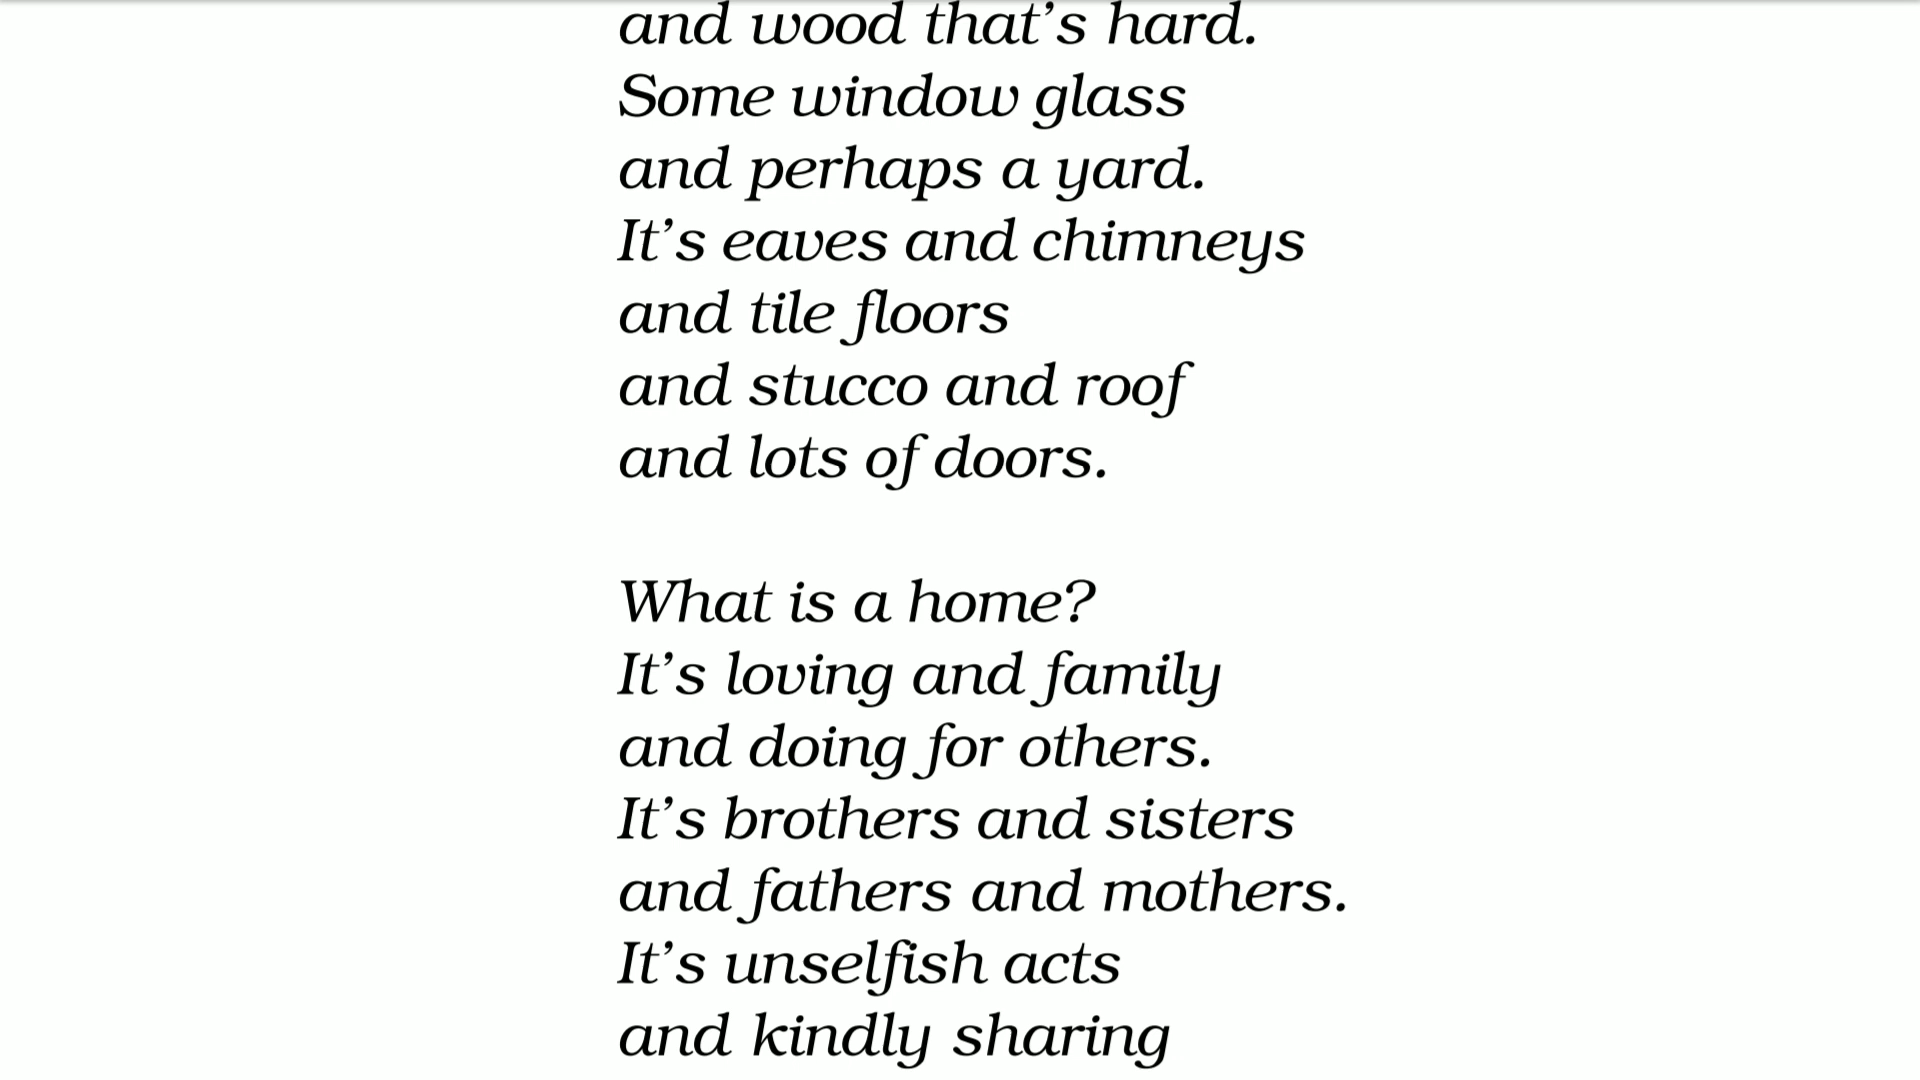 and wood that’s hard.
Some window glass
and perhaps a yard.
It’s eaves and chimneys
and tile floors
and stucco and roof
and lots of doors.

What is a home?
It’s loving and family
and doing for others.
It’s brothers and sisters
and fathers and mothers.
It’s unselfish acts
and kindly sharing